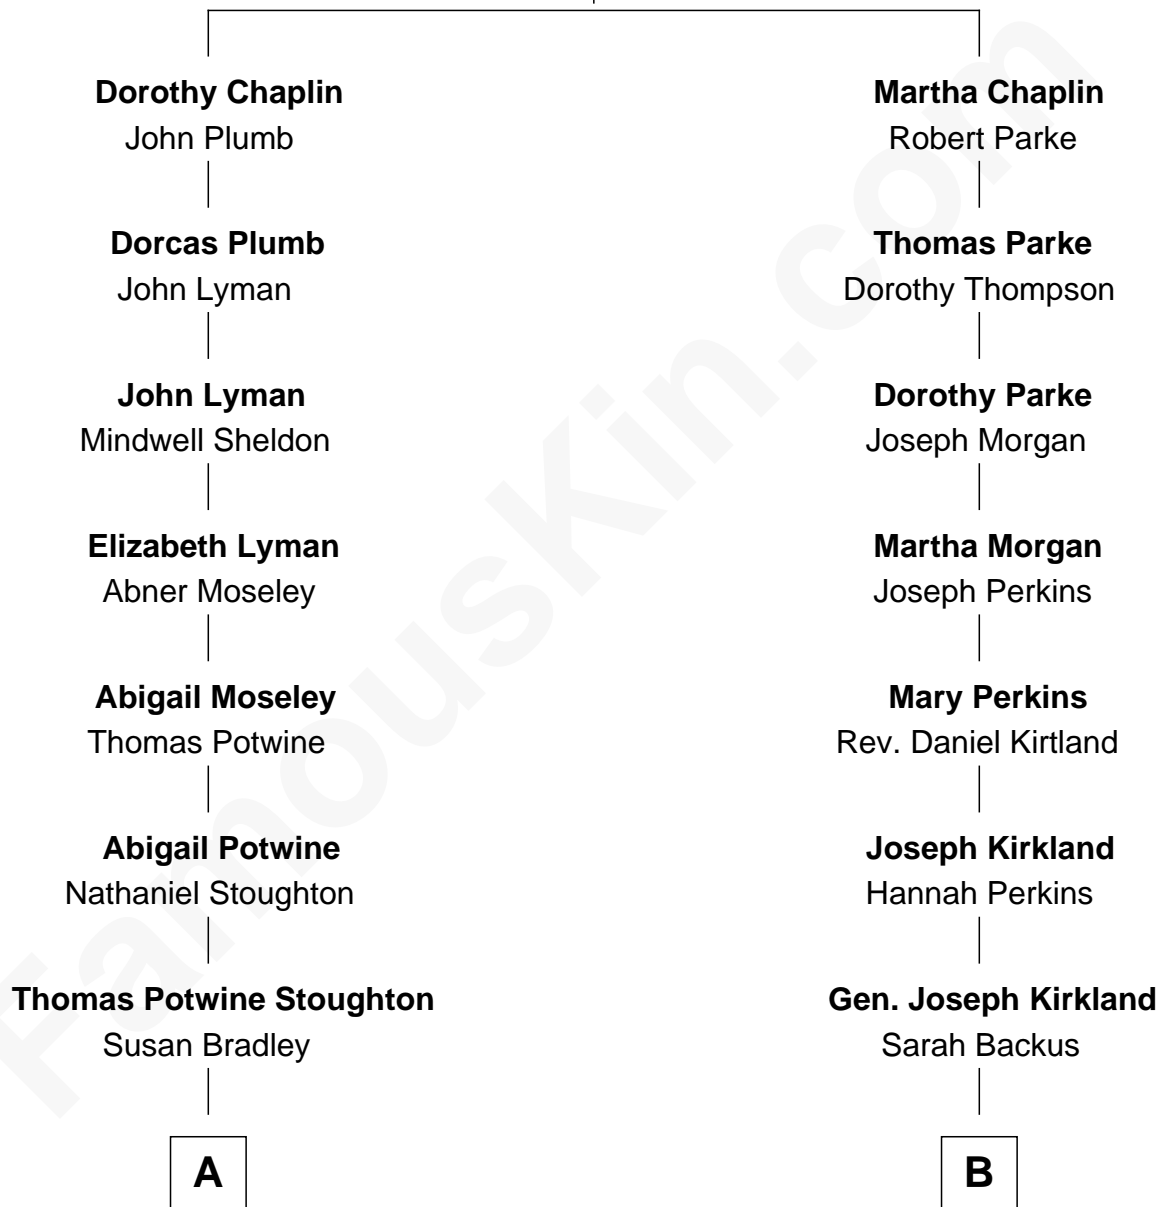 Dorothy Chaplin
John Plumb
Dorcas Plumb
John Lyman
John Lyman
Mindwell Sheldon
Elizabeth Lyman
Abner Moseley
Abigail Moseley
Thomas Potwine
Abigail Potwine
Nathaniel Stoughton
Thomas Potwine Stoughton
Susan Bradley
A
Martha Chaplin
Robert Parke
Thomas Parke
Dorothy Thompson
Dorothy Parke
Joseph Morgan
Martha Morgan
Joseph Perkins
Mary Perkins
Rev. Daniel Kirtland
Joseph Kirkland
Hannah Perkins
Gen. Joseph Kirkland
Sarah Backus
B
FamousKin.com